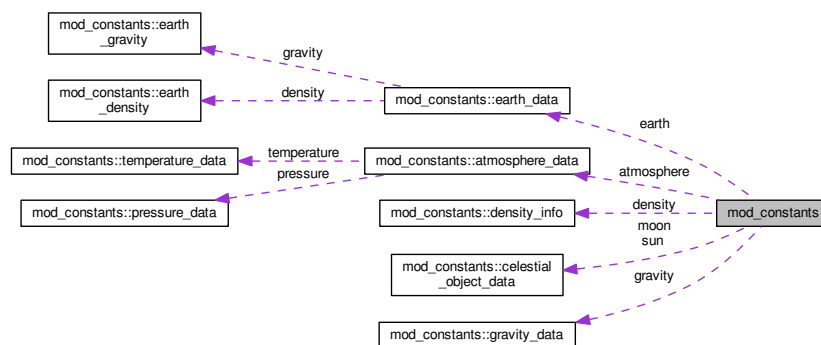 mod_constants::earth
_gravity
gravity
mod_constants::earth
_density
density
mod_constants::earth_data
earth
mod_constants::temperature_data
temperature
mod_constants::atmosphere_data
atmosphere
pressure
mod_constants::pressure_data
mod_constants::density_info
density
mod_constants
moon
sun
mod_constants::celestial
_object_data
gravity
mod_constants::gravity_data